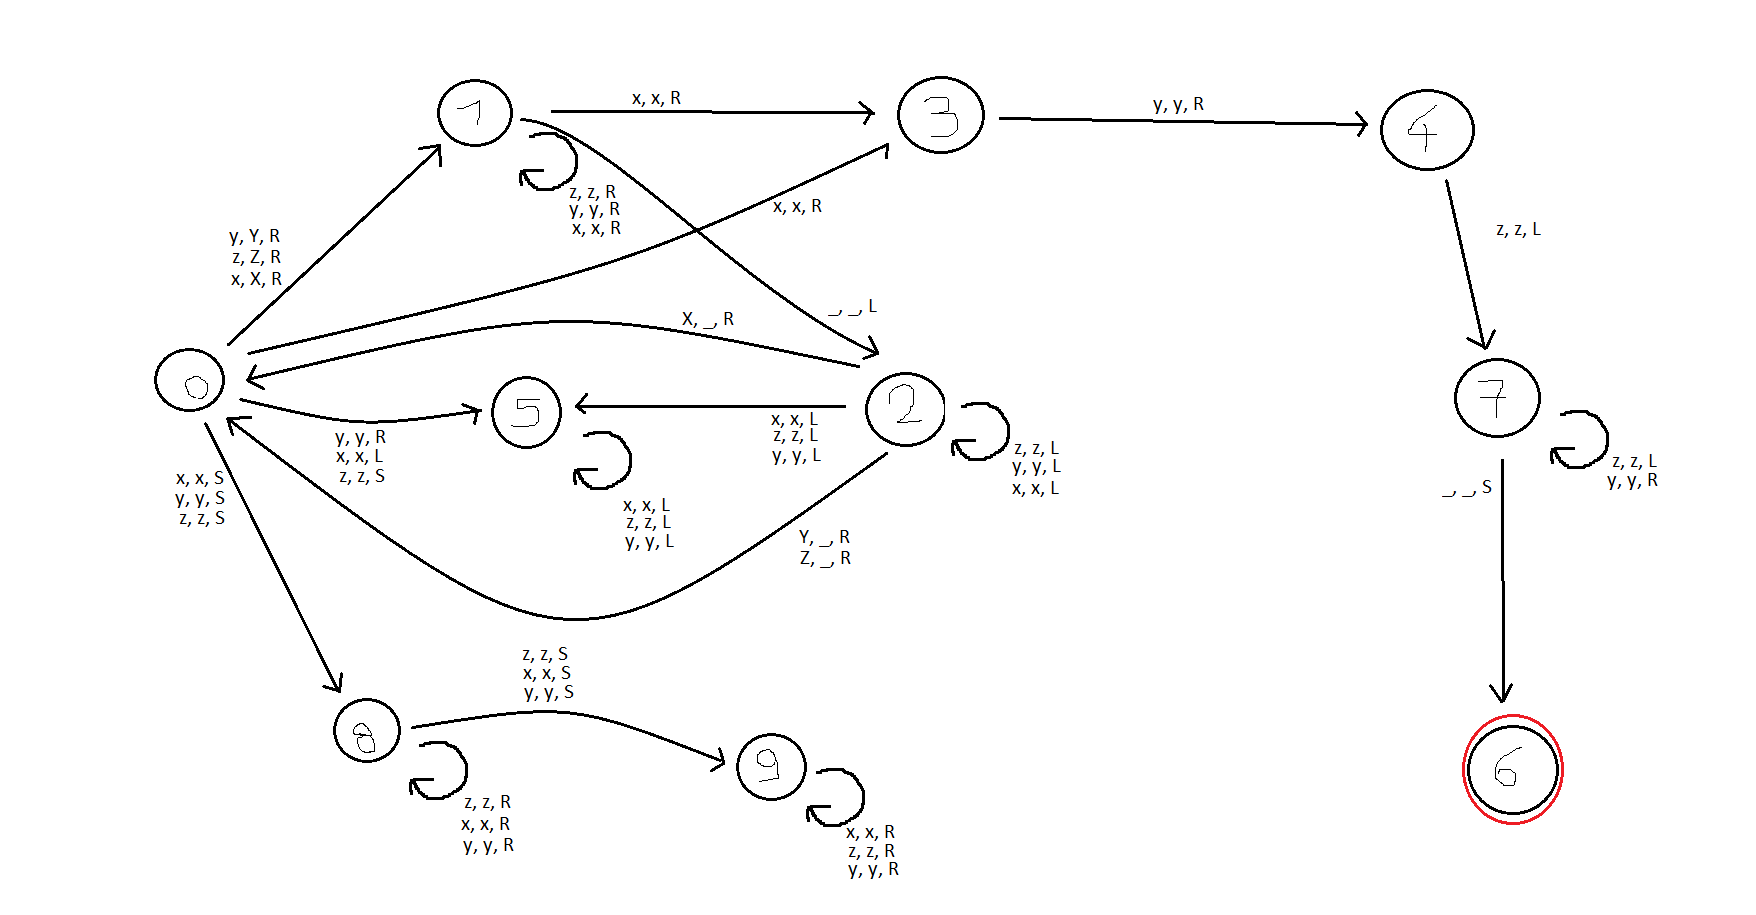 1
x, x, R
3
y, y, R
4
z, z, R
y, y, R
x, x, R
x, x, R
z, z, L
y, Y, R
z, Z, R
x, X, R
_, _, L
X, _, R
0
5
2
7
x, x, L
z, z, L
y, y, L
y, y, R
x, x, L
z, z, S
z, z, L
y, y, L
x, x, L
z, z, L
y, y, R
x, x, S
y, y, S
z, z, S
_, _, S
x, x, L
z, z, L
y, y, L
Y, _, R
Z, _, R
z, z, S
x, x, S
y, y, S
8
9
6
z, z, R
x, x, R
y, y, R
x, x, R
z, z, R
y, y, R